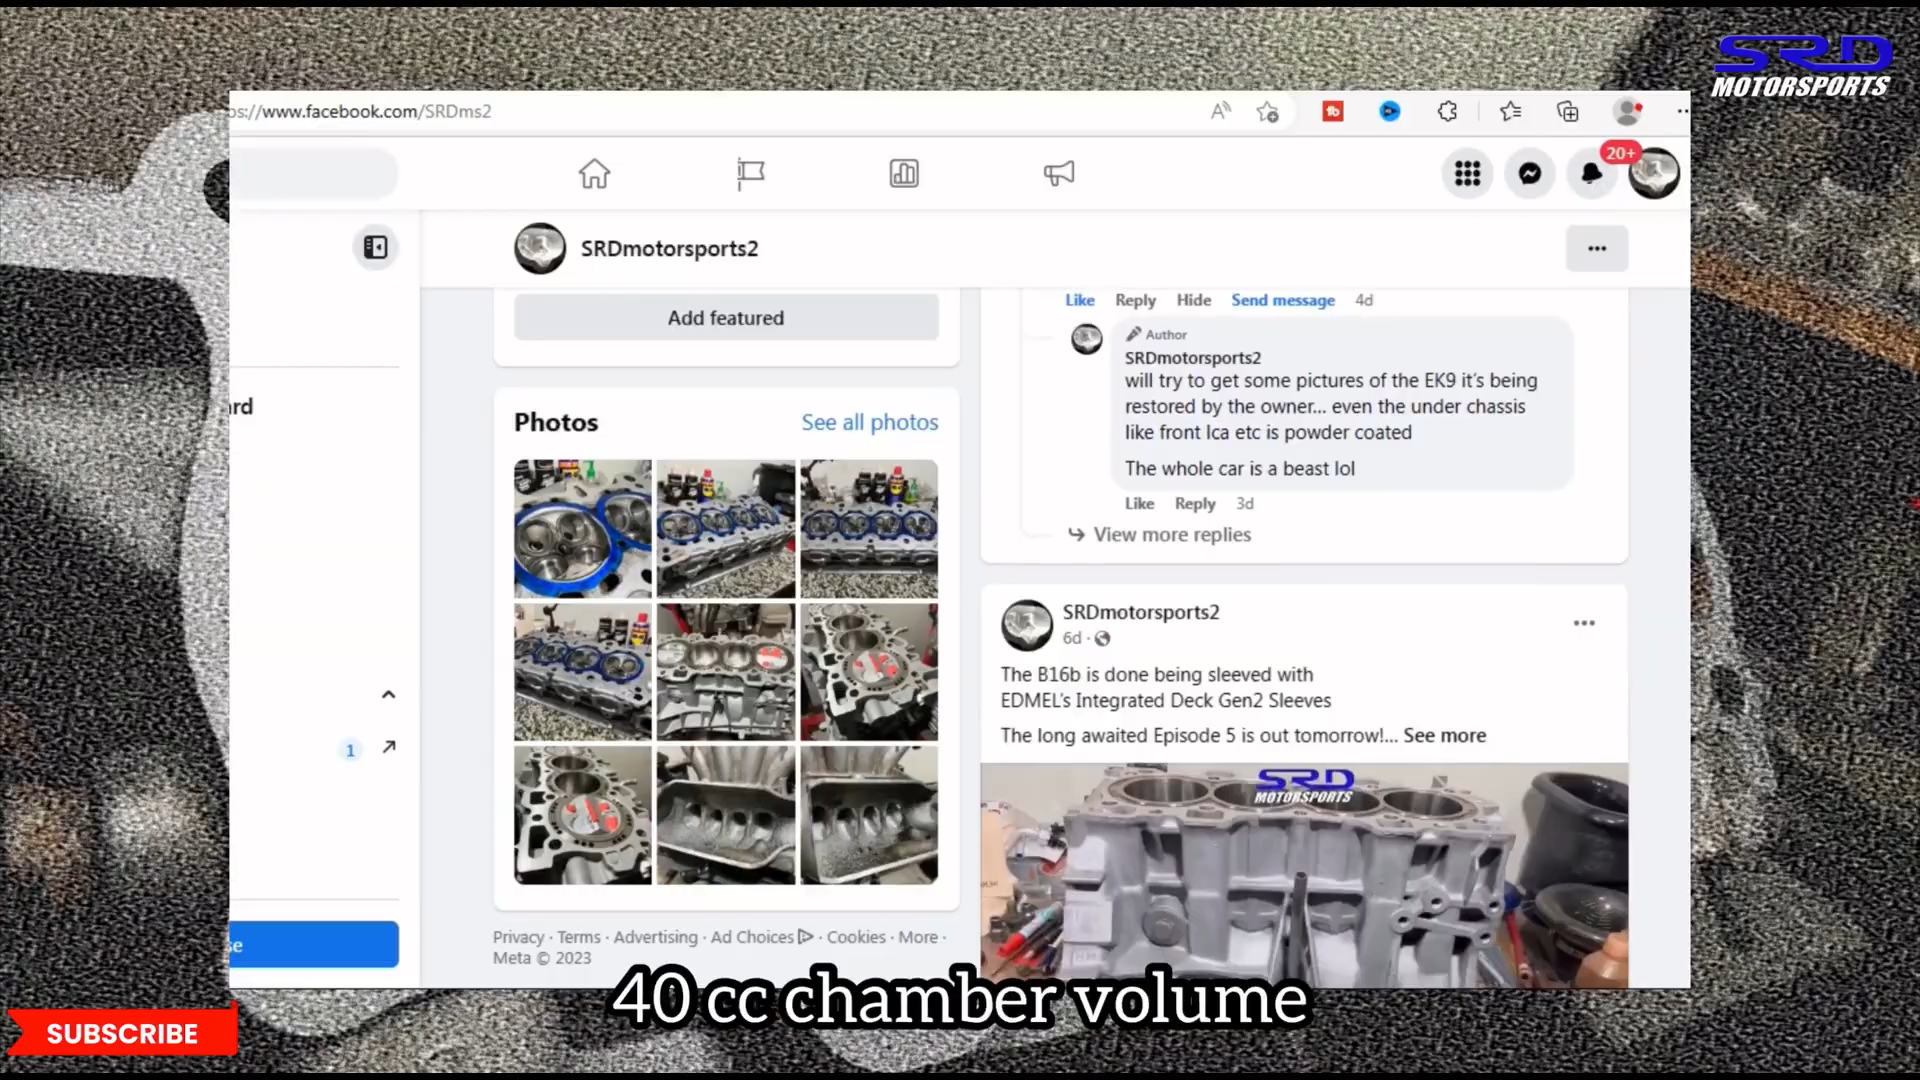 SRD
MOTORSPORTS
ps://www.facebook.com/SRDms2
20+
SRDmotorsports2
Add featured
Like Reply Hide Send message 4d
Author
SRDmotorsports2
will try to get some pictures of the EK9 it's being
restored by the owner... even the under chassis
like front lca etc is powder coated
The whole car is a beast lol
Like Reply 3d
View more replies
Photos See all photos
rd
1
se
SRDmotorsports2
6d ·
The B16b is done being sleeved with
EDMEL's Integrated Deck Gen2 Sleeves
The long awaited Episode 5 is out tomorrow!... See more
SRD
MOTORSPORTS
Privacy · Terms · Advertising · Ad Choices · Cookies · More ·
Meta © 2023
40 cc chamber volume
SUBSCRIBE